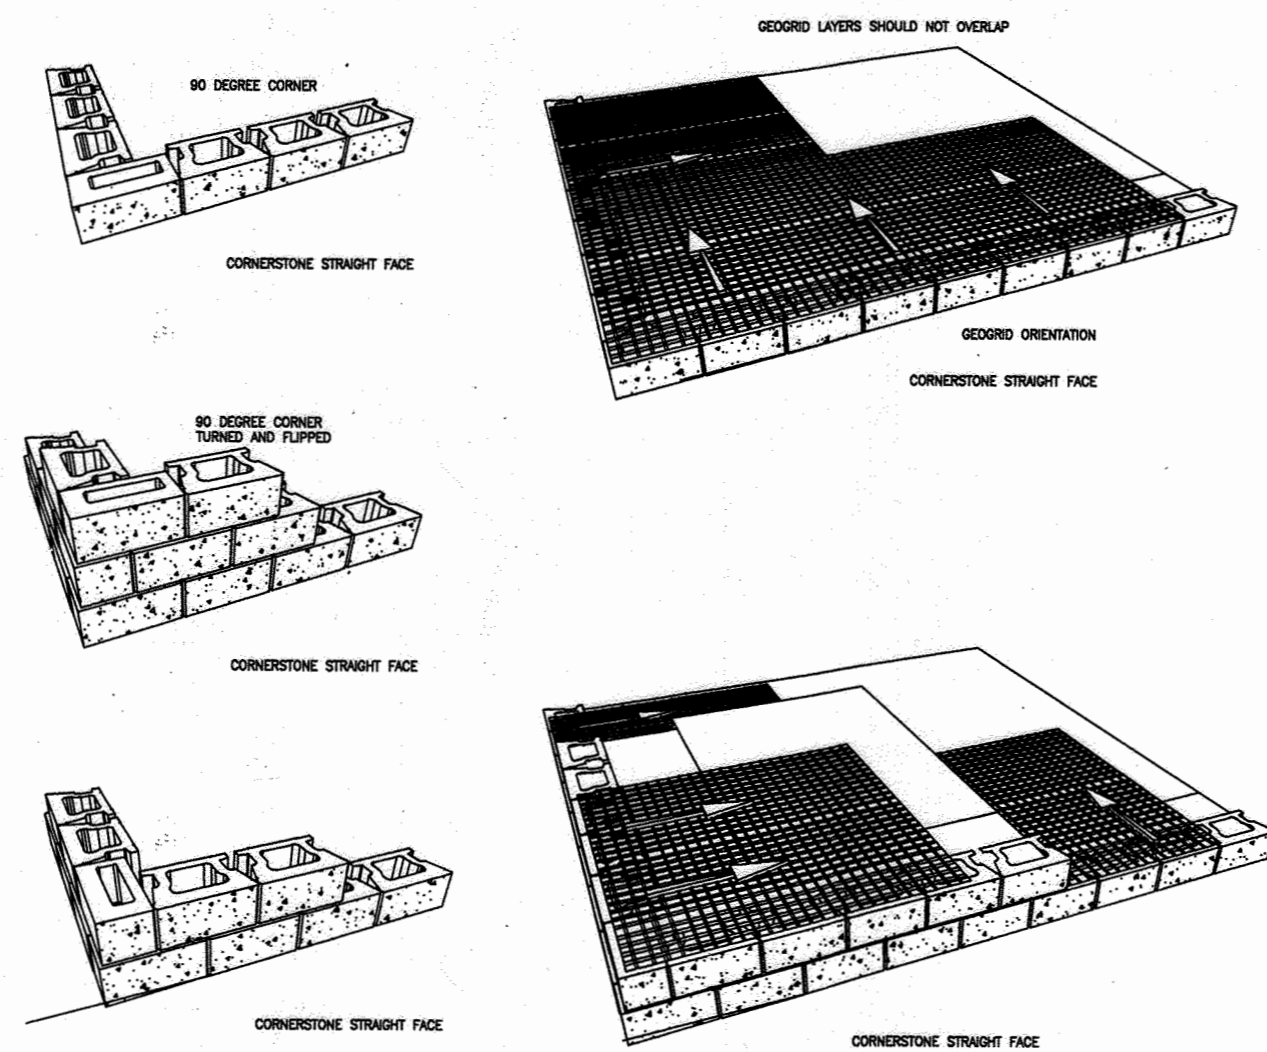 GEOGRID LAYERS SHOULD NOT OVERLAP
90 DEGREE CORNER
CORNERSTONE STRAIGHT FACE
GEOGRID ORIENTATION
CORNERSTONE STRAIGHT FACE
90 DEGREE CORNER
TURNED AND FLIPPED
CORNERSTONE STRAIGHT FACE
CORNERSTONE STRAIGHT FACE
CORNERSTONE STRAIGHT FACE